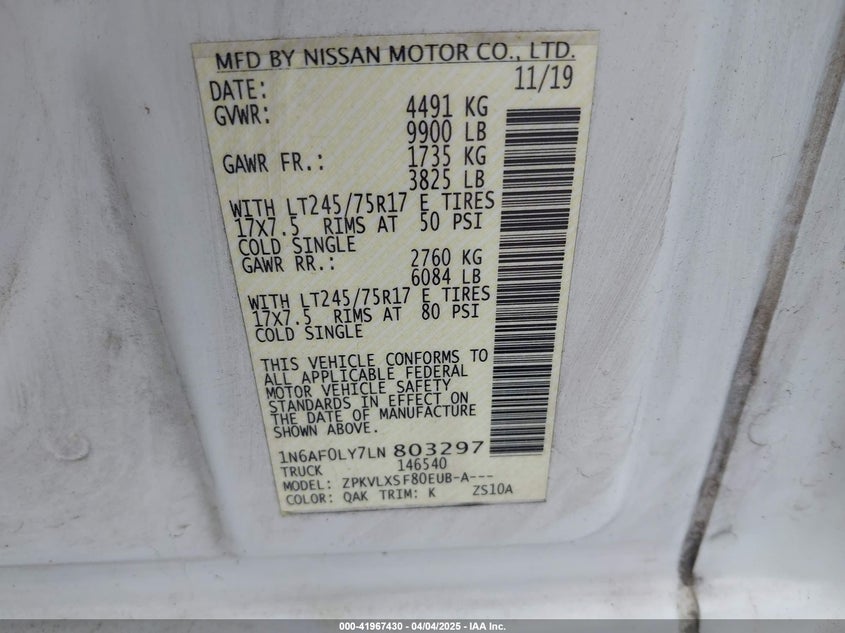 MFD BY NISSAN MOTOR CO., LTD.
DATE: 11/19
GVWR: 4491 KG
9900 LB
GAWR FR.: 1735 KG
3825 LB
WITH LT245/75R17 E TIRES
17X7.5 RIMS AT 50 PSI
COLD SINGLE
GAWR RR.: 2760 KG
6084 LB
WITH LT245/75R17 E TIRES
17X7.5 RIMS AT 80 PSI
COLD SINGLE
THIS VEHICLE CONFORMS TO
ALL APPLICABLE FEDERAL
MOTOR VEHICLE SAFETY
STANDARDS IN EFFECT ON
THE DATE OF MANUFACTURE
SHOWN ABOVE.
1N6AF0LY7LN 803297
TRUCK 146540
MODEL: ZPKVLXSF80EUB-A---
COLOR: QAK TRIM: K ZS10A
000-41967430 - 04/04/2025 - IAA Inc.